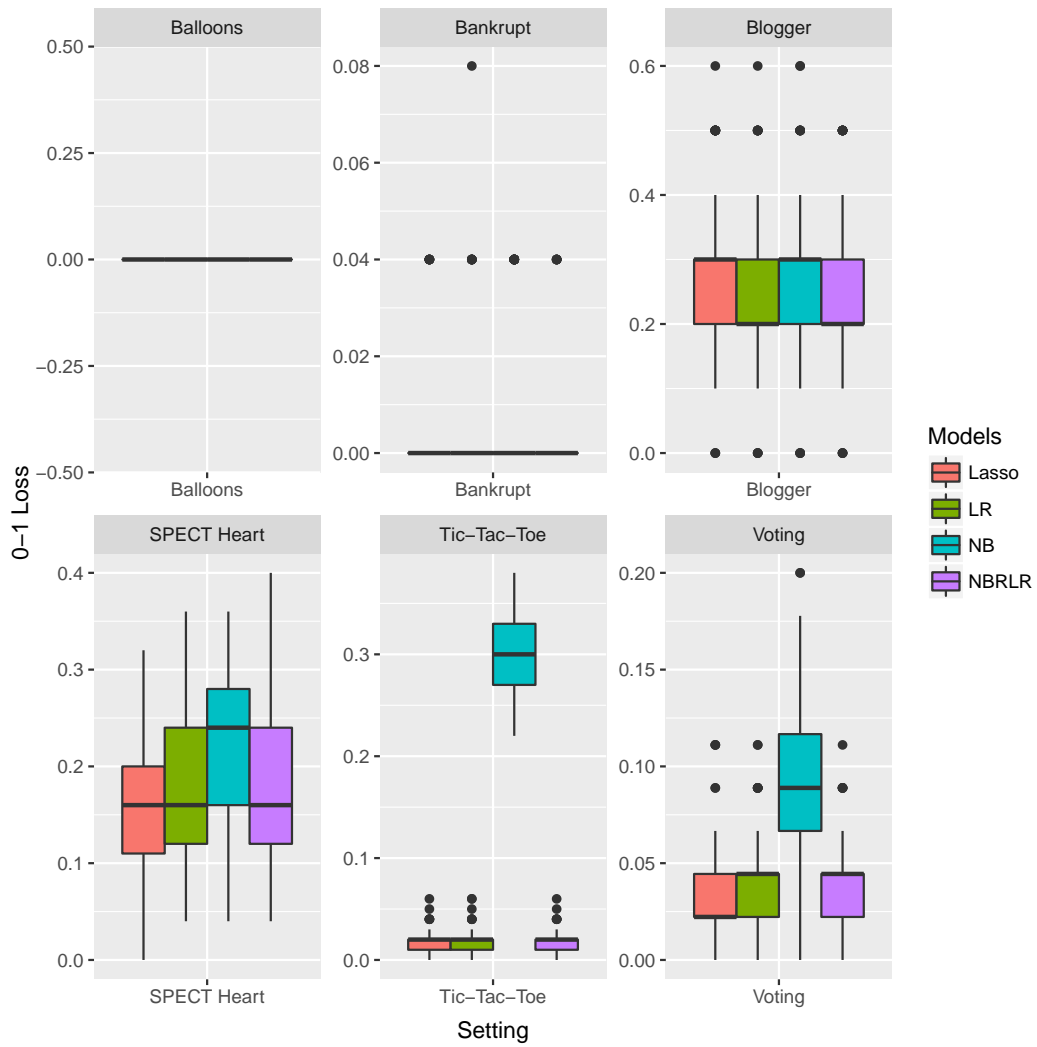 Balloons
Bankrupt
Blogger
0.50
0.25
0.00
−0.25
−0.50
0.08
0.06
0.04
0.02
0.00
0.6
0.4
0.2
0.0
Balloons
Bankrupt
Blogger
0−1 Loss
SPECT Heart
Tic−Tac−Toe
Voting
0.4
0.3
0.2
0.1
0.0
0.3
0.2
0.1
0.0
0.20
0.15
0.10
0.05
0.00
SPECT Heart
Tic−Tac−Toe
Voting
Setting
Models
Lasso
LR
NB
NBRLR